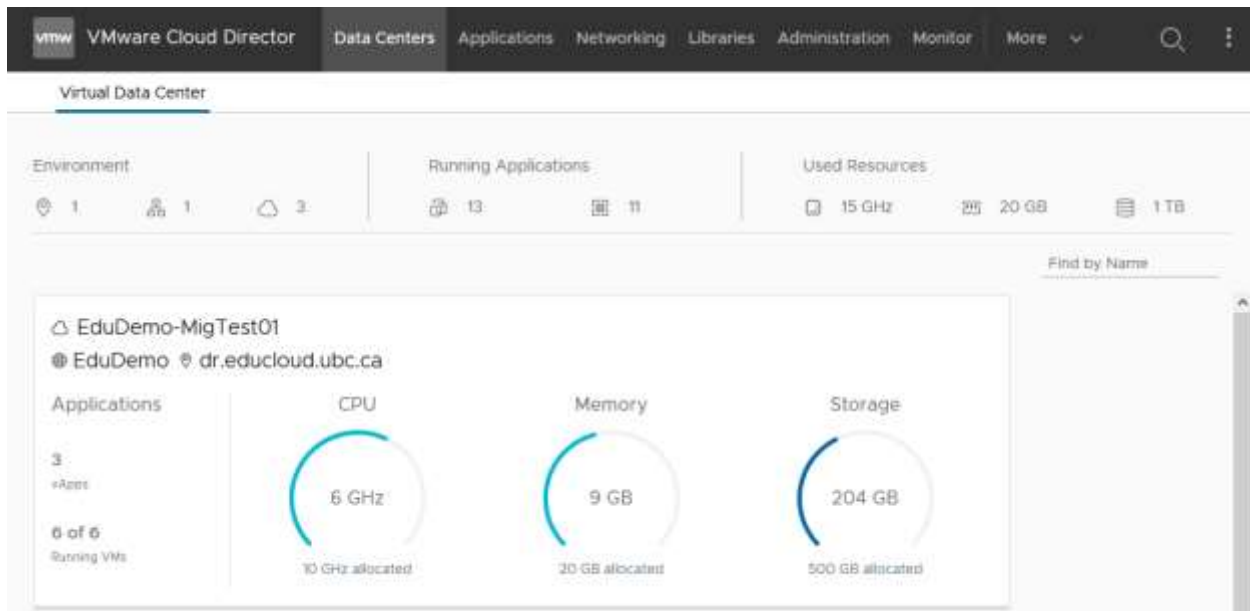 vmw VMware Cloud Director Data Centers Applications Networking Libraries Administration Monitor More
Virtual Data Center
Environment Running Applications Used Resources
1 1 3 13 11 15 GHz 20 GB 1 TB
Find by Name
EduDemo-MigTest01
EduDemo dr.educloud.ubc.ca
Applications CPU Memory Storage
3
vApps
6 GHz 9 GB 204 GB
6 of 6
Running VMs
10 GHz allocated 20 GB allocated 500 GB allocated